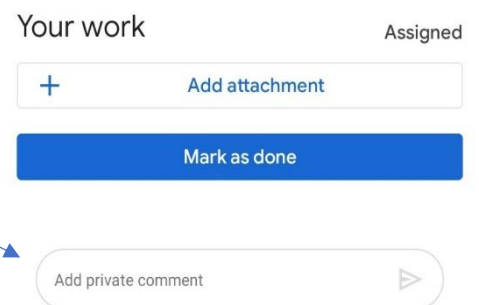 Your work Assigned
+ Add attachment
Mark as done
Add private comment